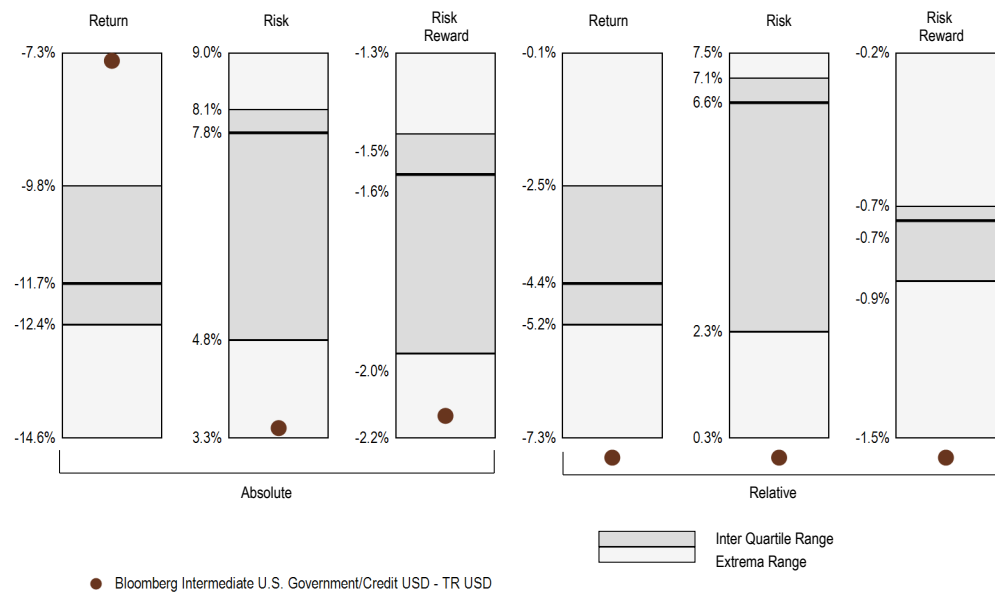 Return
Risk
Risk
Reward
Return
Risk
Risk
Reward
-7.3%
-9.8%
-11.7%
-12.4%
-14.6%
9.0%
8.1%
7.8%
4.8%
3.3%
-1.3%
-1.5%
-1.6%
-2.0%
-2.2%
-0.1%
-2.5%
-4.4%
-5.2%
-7.3%
7.5%
7.1%
6.6%
2.3%
0.3%
-0.2%
-0.7%
-0.7%
-0.9%
-1.5%
Absolute
Relative
Inter Quartile Range
Extrema Range
Bloomberg Intermediate U.S. Government/Credit USD - TR USD